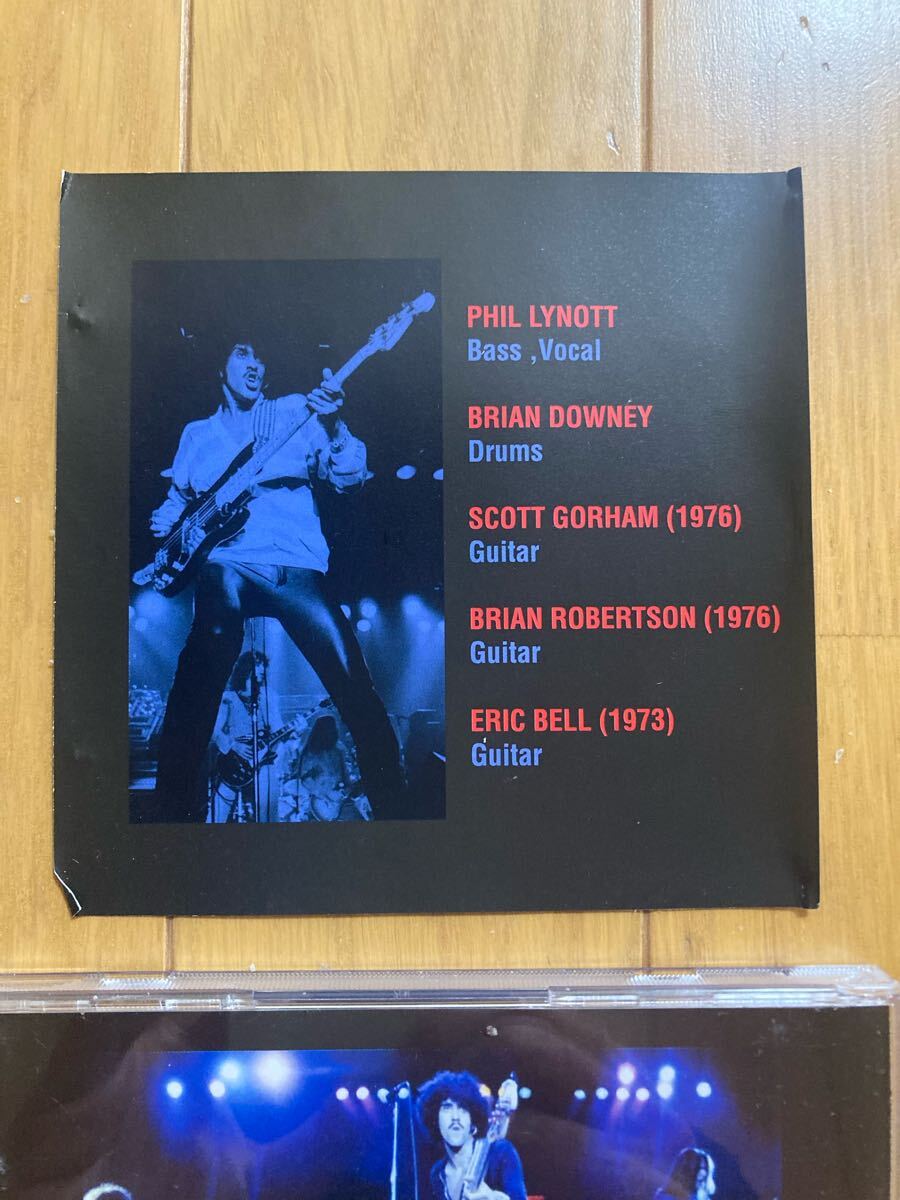 PHIL LYNOTT
Bass ,Vocal
BRIAN DOWNEY
Drums
SCOTT GORHAM (1976)
Guitar
BRIAN ROBERTSON (1976)
Guitar
ERIC BELL (1973)
Guitar